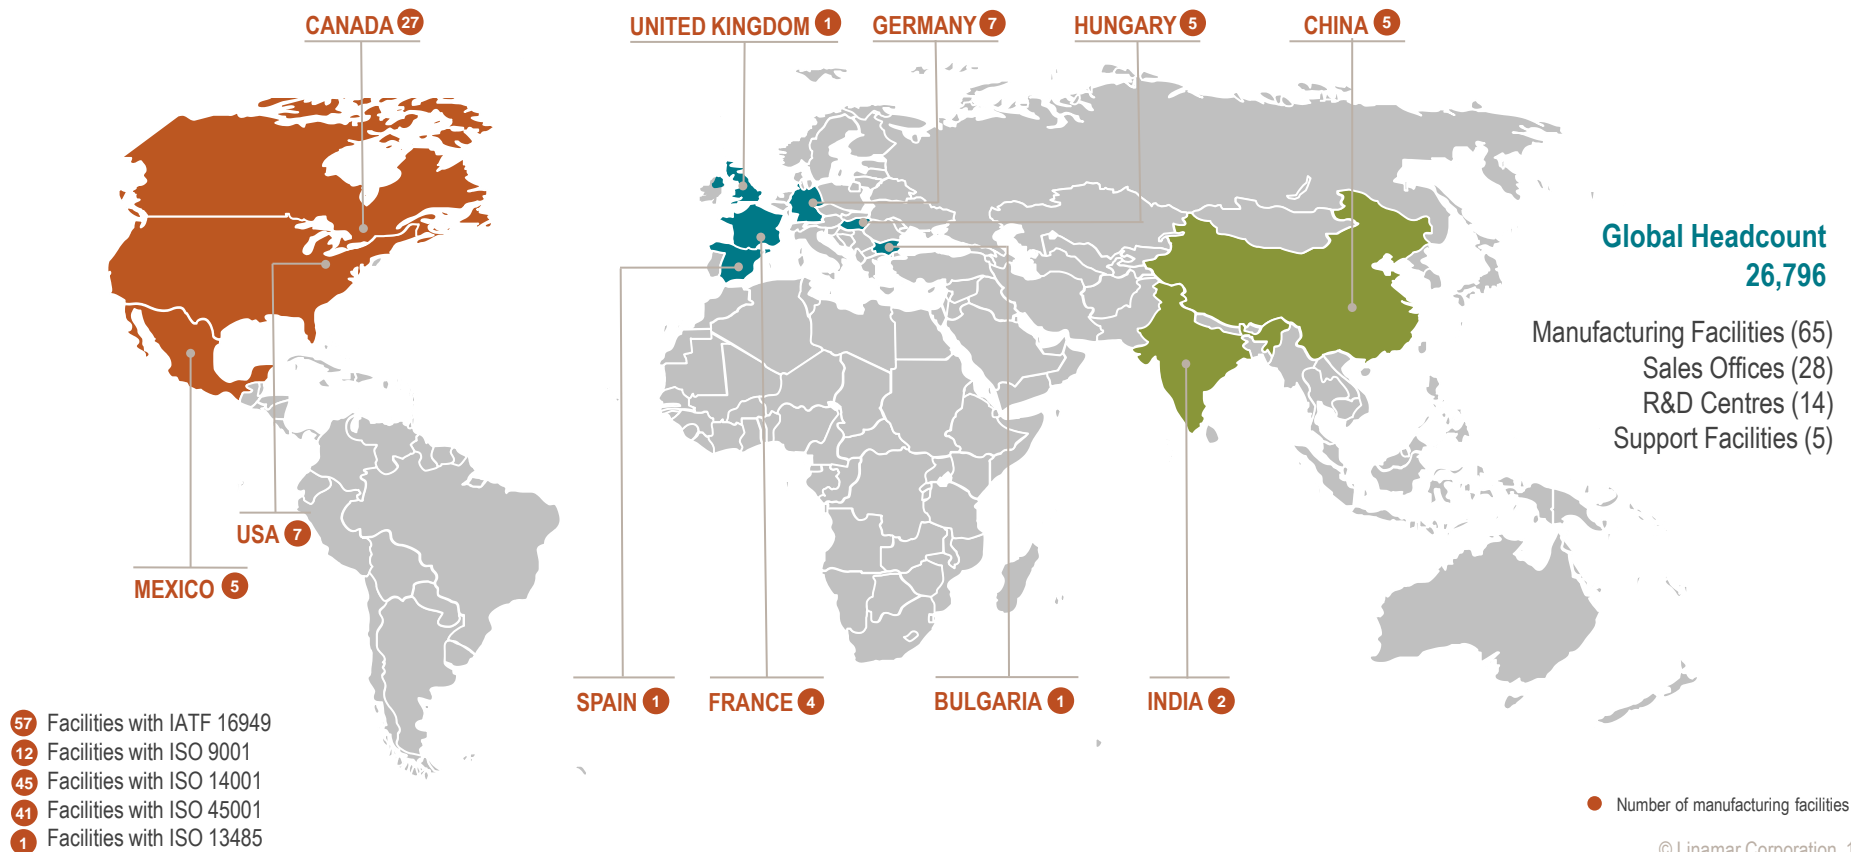 CANADA 27
UNITED KINGDOM 1
GERMANY 7
HUNGARY 5
CHINA 5
Global Headcount
26,796
Manufacturing Facilities (65)
Sales Offices (28)
R&D Centres (14)
Support Facilities (5)
USA 7
MEXICO 5
SPAIN 1
FRANCE 4
BULGARIA 1
INDIA 2
57 Facilities with IATF 16949
12 Facilities with ISO 9001
45 Facilities with ISO 14001
41 Facilities with ISO 45001
1 Facilities with ISO 13485
Number of manufacturing facilities
© Linamar Corporation, 1